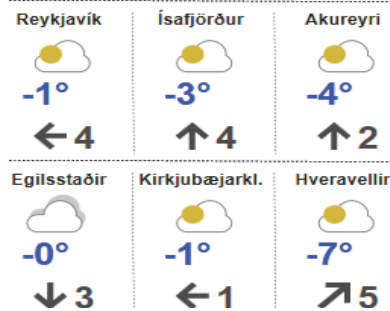 Reykjavík Ísafjörður Akureyri
-1° -3° -4°
4 4 2
Egilsstaðir Kirkjubæjarkl. Hveravellir
-0° -1° -7°
3 1 5